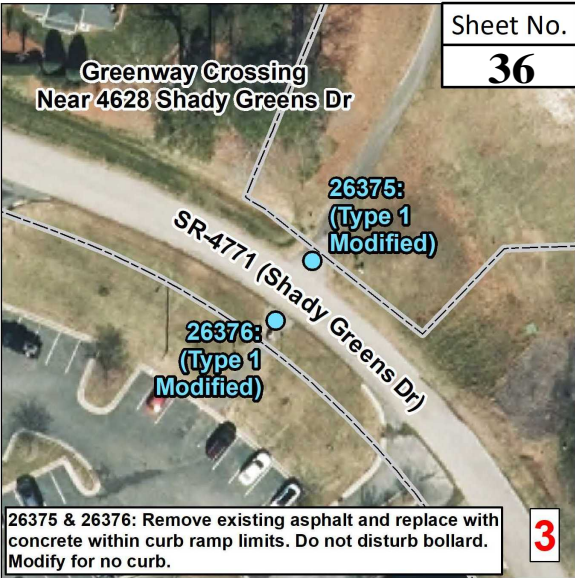 Sheet No.
36
Greenway Crossing
Near 4628 Shady Greens Dr
26375:
(Type 1
Modified)
SR-4771 (Shady Greens Dr)
26376:
(Type 1
Modified)
26375 & 26376: Remove existing asphalt and replace with
concrete within curb ramp limits. Do not disturb bollard.
Modify for no curb.
3